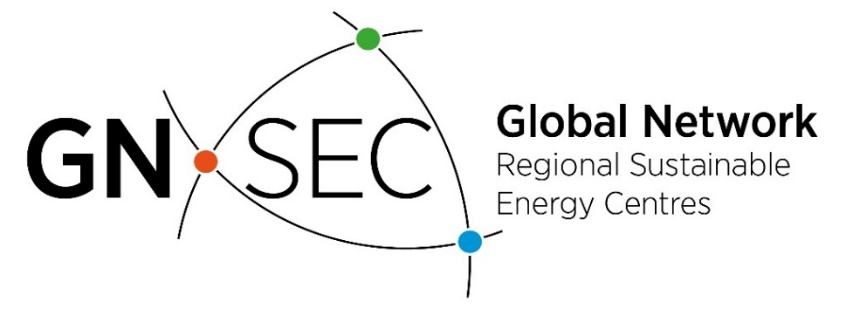 GN SEC
Global Network
Regional Sustainable
Energy Centres